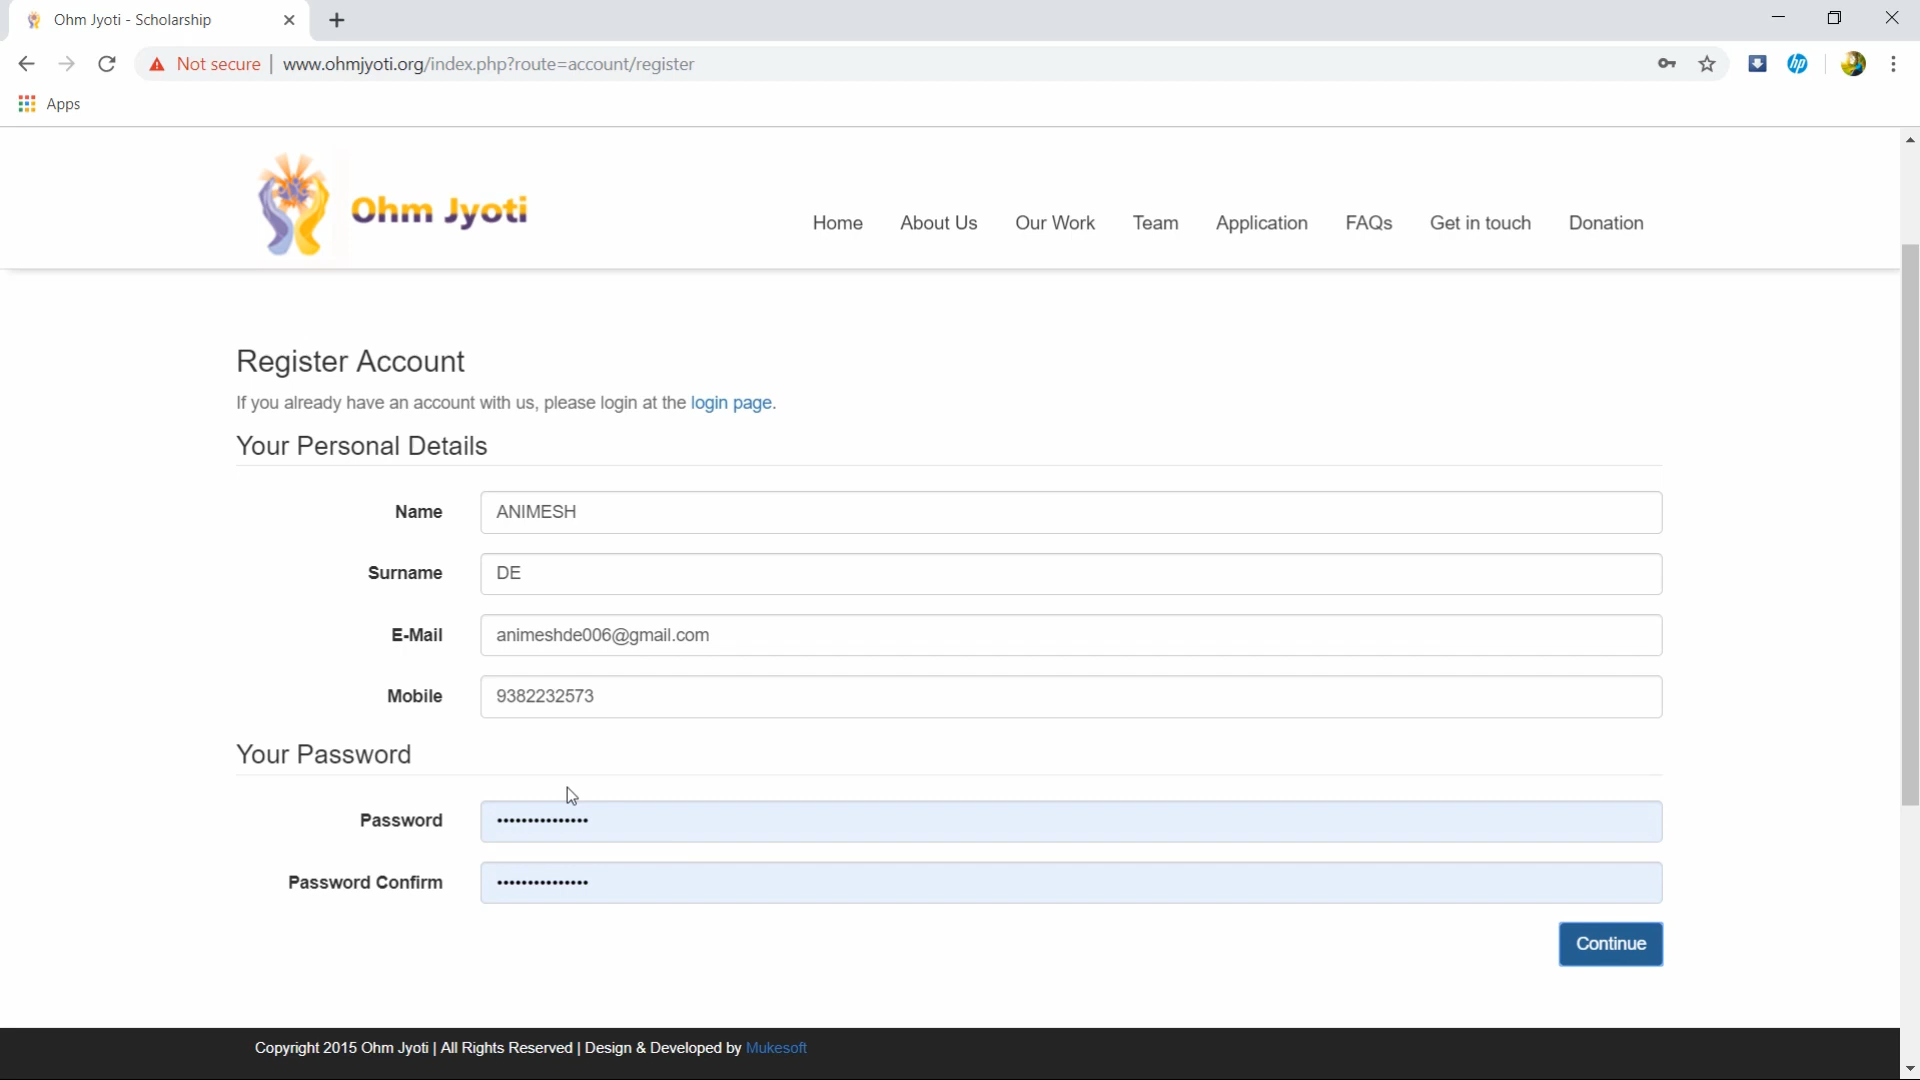 Ohm Jyoti - Scholarship
Not secure | www.ohmjyoti.org/index.php?route=account/register
Apps
Ohm Jyoti
Home About Us Our Work Team Application FAQs Get in touch Donation
Register Account
If you already have an account with us, please login at the login page.
Your Personal Details
Name ANIMESH
Surname DE
E-Mail animeshde006@gmail.com
Mobile 9382232573
Your Password
Password •••••••••••••••
Password Confirm •••••••••••••••
Continue
Copyright 2015 Ohm Jyoti | All Rights Reserved | Design & Developed by Mukesoft